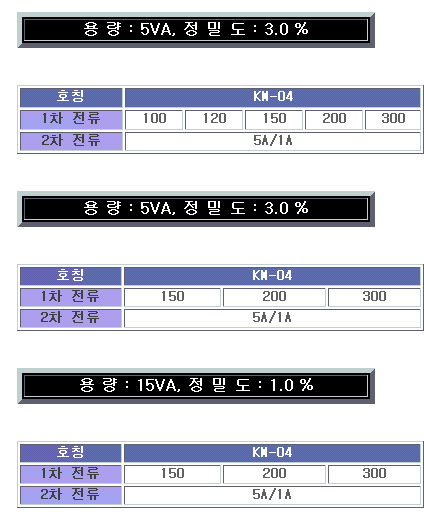 용 량 : 5VA, 정 밀 도 : 3.0 %
호칭 KN-04
1차 전류 100 120 150 200 300
2차 전류 5A/1A
용 량 : 5VA, 정 밀 도 : 3.0 %
호칭 KN-04
1차 전류 150 200 300
2차 전류 5A/1A
용 량 : 15VA, 정 밀 도 : 1.0 %
호칭 KN-04
1차 전류 150 200 300
2차 전류 5A/1A